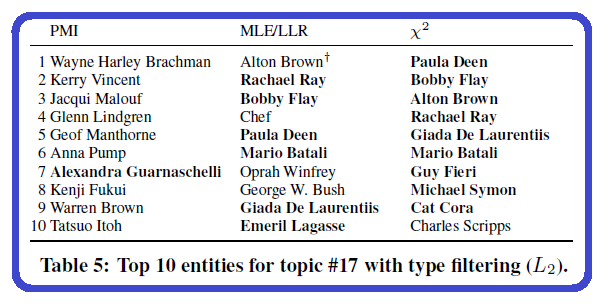 PMI MLE/LLR χ²
1 Wayne Harley Brachman Alton Brown† Paula Deen
2 Kerry Vincent Rachael Ray Bobby Flay
3 Jacqui Malouf Bobby Flay Alton Brown
4 Glenn Lindgren Chef Rachael Ray
5 Geof Manthorne Paula Deen Giada De Laurentiis
6 Anna Pump Mario Batali Mario Batali
7 Alexandra Guarnaschelli Oprah Winfrey Guy Fieri
8 Kenji Fukui George W. Bush Michael Symon
9 Warren Brown Giada De Laurentiis Cat Cora
10 Tatsuo Itoh Emeril Lagasse Charles Scripps
Table 5: Top 10 entities for topic #17 with type filtering (L₂).